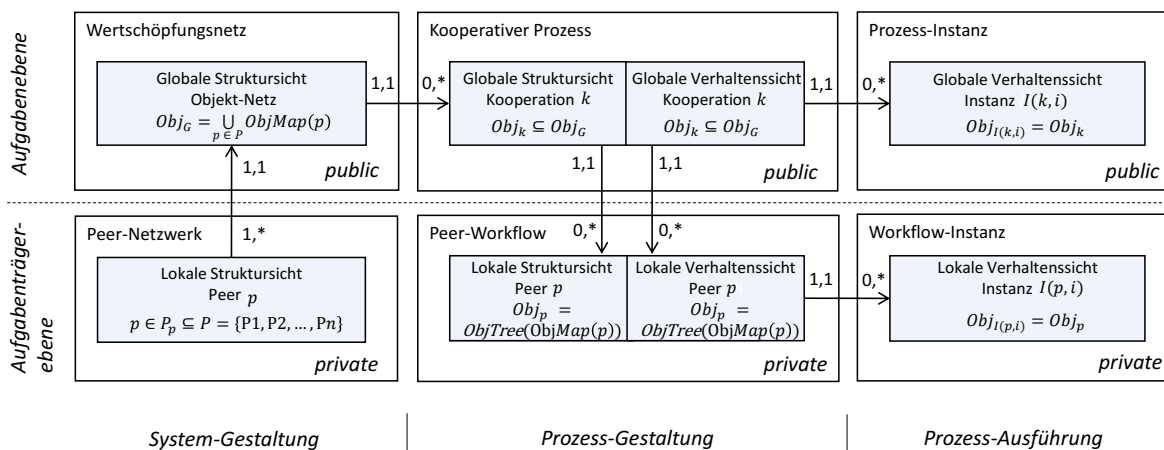 Aufgabenebene
Wertschöpfungsnetz
Globale Struktursicht
Objekt-Netz
Obj_G = ⋃_{p ∈ P} ObjMap(p)
public
1,1
0,*
Kooperativer Prozess
Globale Struktursicht
Kooperation k
Obj_k ⊆ Obj_G
Globale Verhaltenssicht
Kooperation k
Obj_k ⊆ Obj_G
public
1,1
0,*
Prozess-Instanz
Globale Verhaltenssicht
Instanz I(k, i)
Obj_{I(k,i)} = Obj_k
public
1,1
1,1
1,1
Aufgabenträger-
ebene
Peer-Netzwerk
1,*
Lokale Struktursicht
Peer p
p ∈ P_p ⊆ P = {P1, P2, … , Pn}
private
Peer-Workflow
0,*
0,*
Lokale Struktursicht
Peer p
Obj_p =
ObjTree(ObjMap(p))
Lokale Verhaltenssicht
Peer p
Obj_p =
ObjTree(ObjMap(p))
private
1,1
0,*
Workflow-Instanz
Lokale Verhaltenssicht
Instanz I(p, i)
Obj_{I(p,i)} = Obj_p
private
System-Gestaltung
Prozess-Gestaltung
Prozess-Ausführung